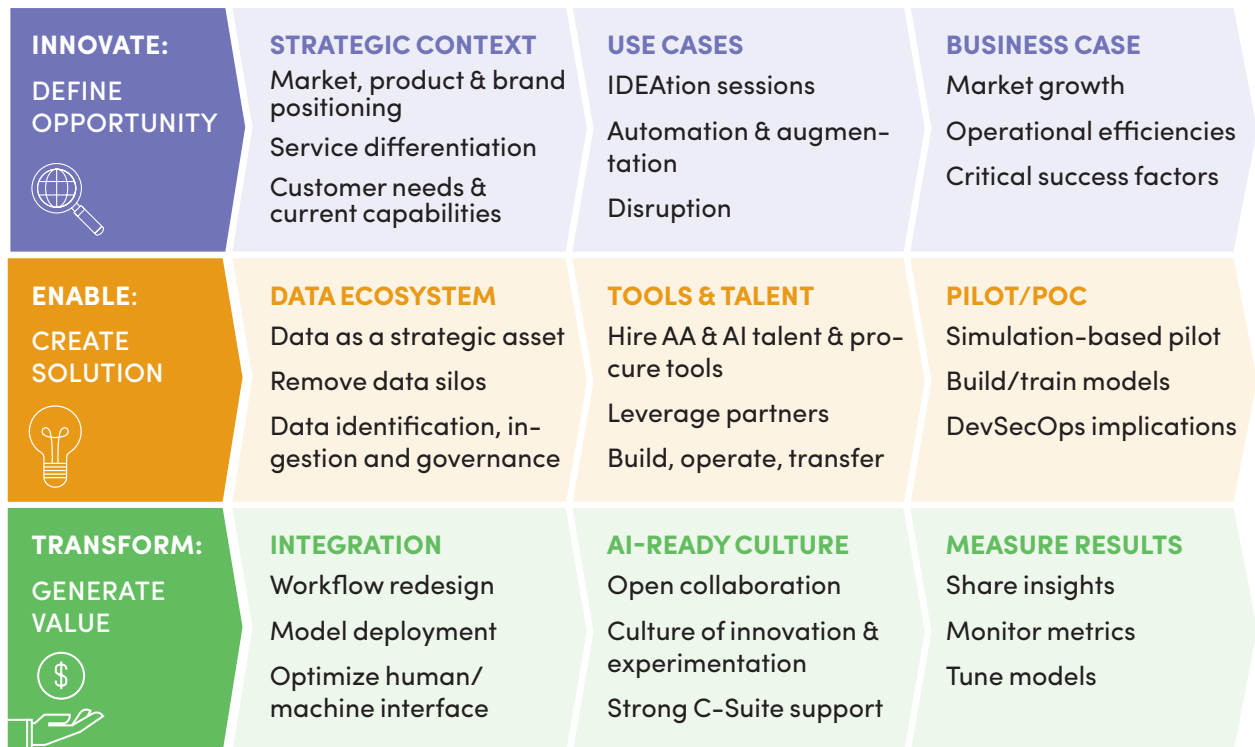 INNOVATE:
DEFINE
OPPORTUNITY
STRATEGIC CONTEXT
Market, product & brand
positioning
Service differentiation
Customer needs &
current capabilities
USE CASES
IDEAtion sessions
Automation & augmen-
tation
Disruption
BUSINESS CASE
Market growth
Operational efficiencies
Critical success factors
ENABLE:
CREATE
SOLUTION
DATA ECOSYSTEM
Data as a strategic asset
Remove data silos
Data identification, in-
gestion and governance
TOOLS & TALENT
Hire AA & AI talent & pro-
cure tools
Leverage partners
Build, operate, transfer
PILOT/POC
Simulation-based pilot
Build/train models
DevSecOps implications
TRANSFORM:
GENERATE
VALUE
$
INTEGRATION
Workflow redesign
Model deployment
Optimize human/
machine interface
AI-READY CULTURE
Open collaboration
Culture of innovation &
experimentation
Strong C-Suite support
MEASURE RESULTS
Share insights
Monitor metrics
Tune models